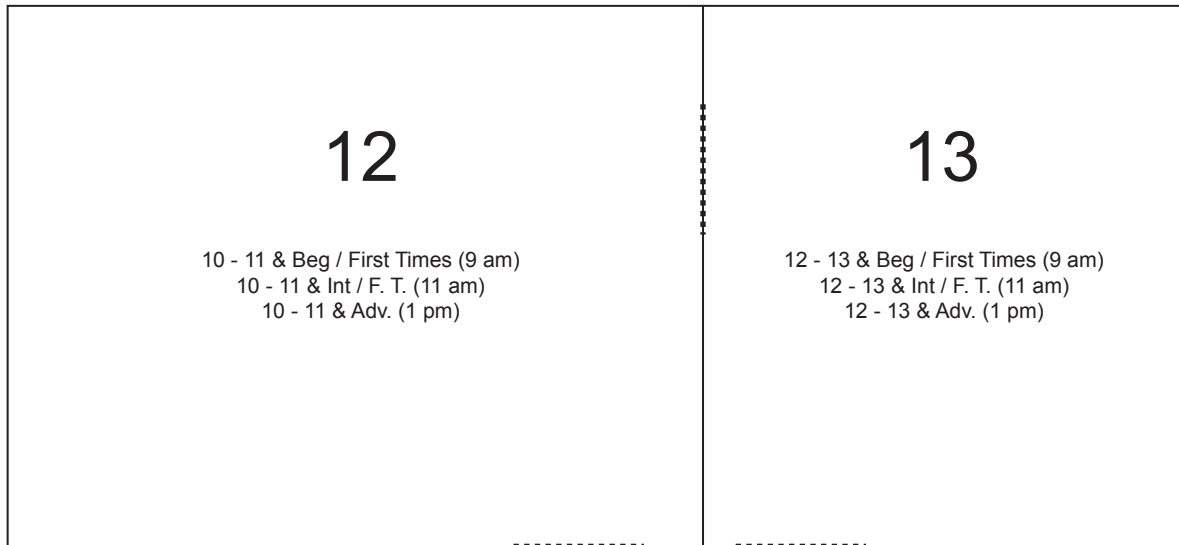 12
10 - 11 & Beg / First Times (9 am)
10 - 11 & Int / F. T. (11 am)
10 - 11 & Adv. (1 pm)
13
12 - 13 & Beg / First Times (9 am)
12 - 13 & Int / F. T. (11 am)
12 - 13 & Adv. (1 pm)